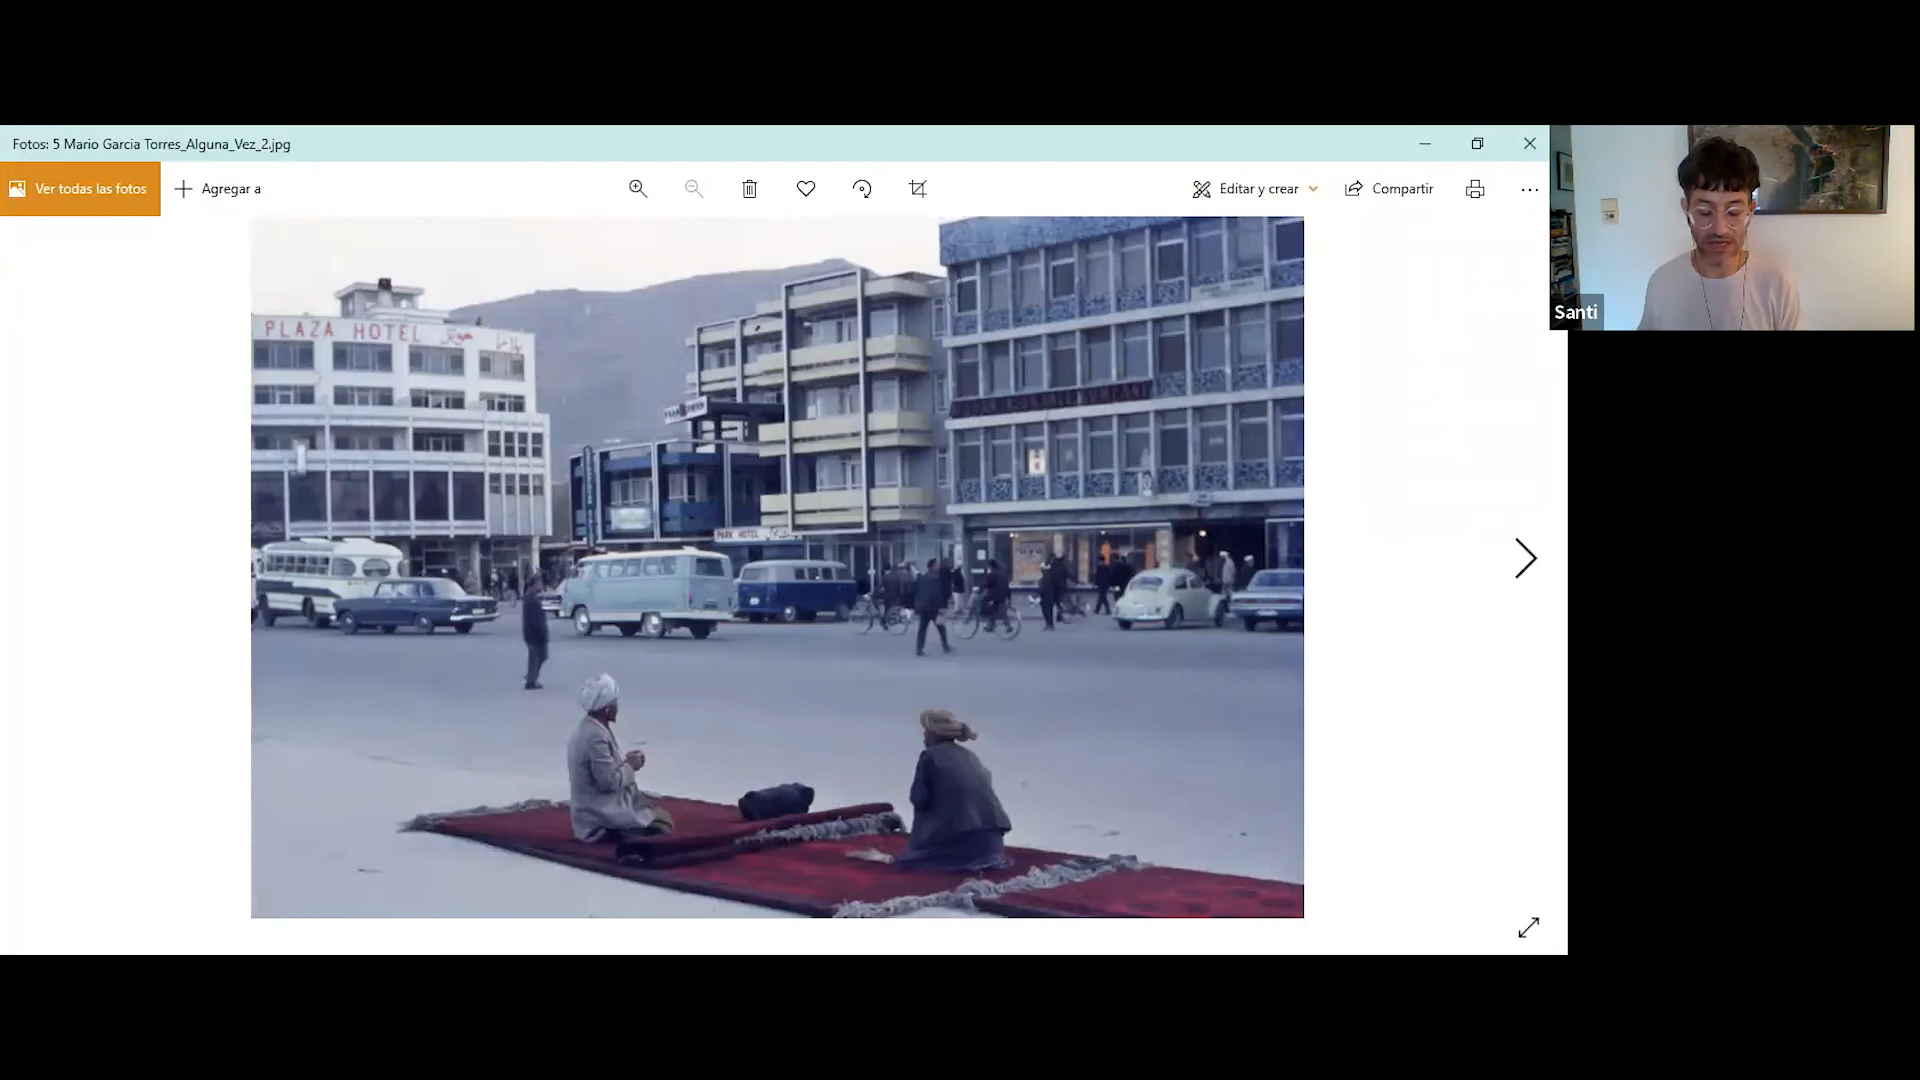 Fotos: 5 Mario Garcia Torres_Alguna_Vez_2.jpg
Ver todas las fotos
Agregar a
Editar y crear
Compartir
Santi
PLAZA HOTEL
PARK HOTEL